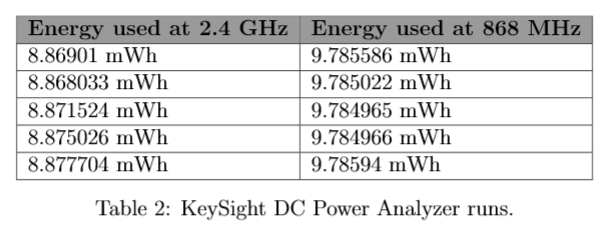 Energy used at 2.4 GHz Energy used at 868 MHz
8.86901 mWh 9.785586 mWh
8.868033 mWh 9.785022 mWh
8.871524 mWh 9.784965 mWh
8.875026 mWh 9.784966 mWh
8.877704 mWh 9.78594 mWh
Table 2: KeySight DC Power Analyzer runs.